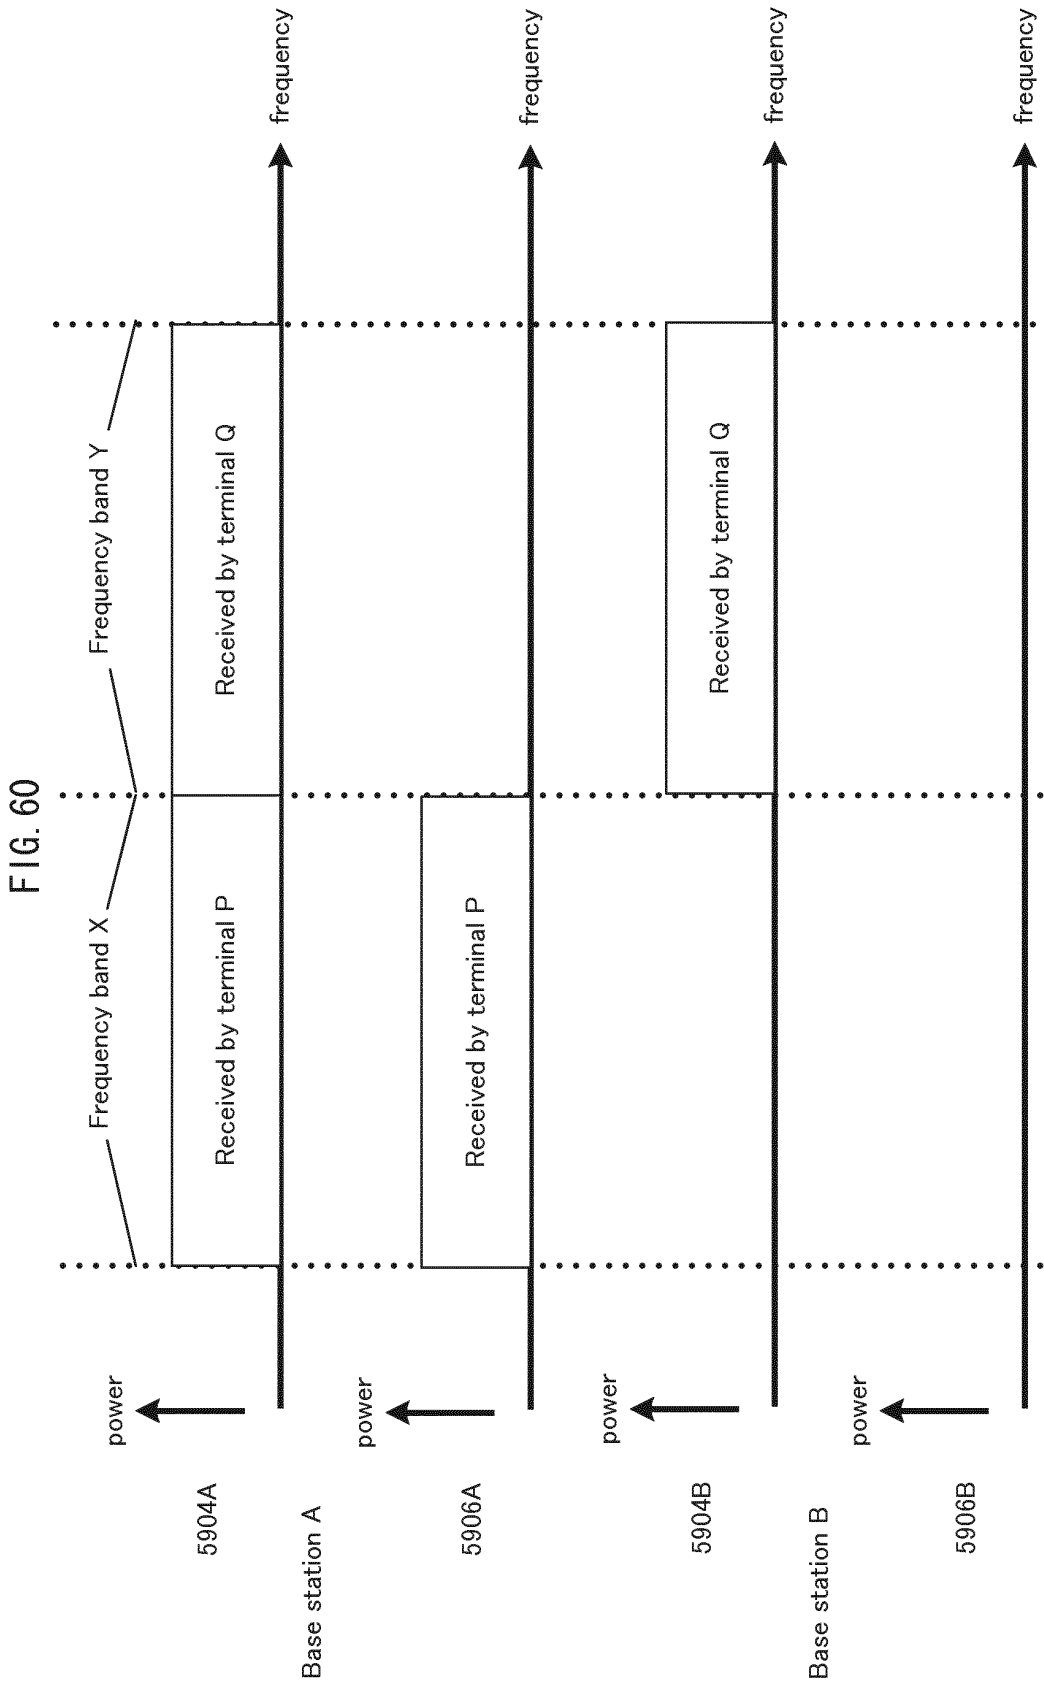 FIG. 60
Frequency band X
Frequency band Y
power
5904A
Received by terminal P
Received by terminal Q
frequency
Base station A
power
5906A
Received by terminal P
frequency
power
5904B
Received by terminal Q
frequency
Base station B
power
5906B
frequency